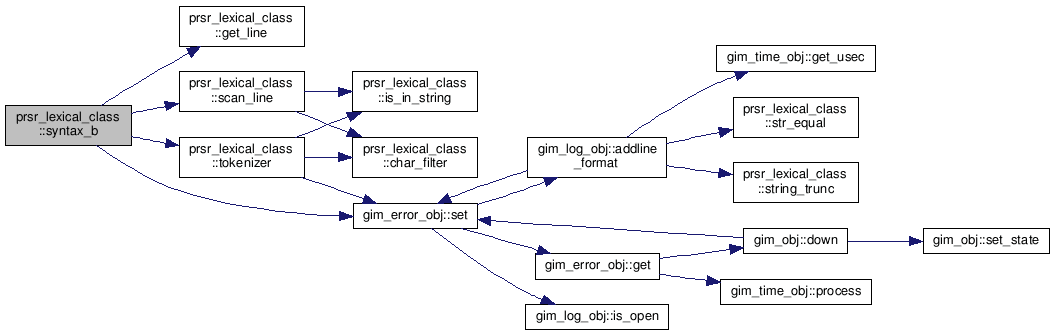 prsr_lexical_class
::syntax_b
prsr_lexical_class
::get_line
prsr_lexical_class
::scan_line
prsr_lexical_class
::tokenizer
prsr_lexical_class
::is_in_string
prsr_lexical_class
::char_filter
gim_error_obj::set
gim_log_obj::addline
_format
gim_error_obj::get
gim_log_obj::is_open
gim_time_obj::get_usec
prsr_lexical_class
::str_equal
prsr_lexical_class
::string_trunc
gim_obj::down
gim_time_obj::process
gim_obj::set_state